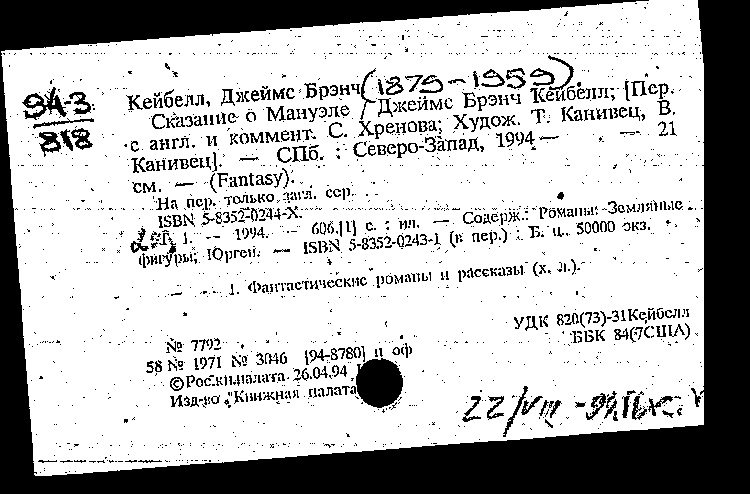 94-3
818
Кейбелл, Джеймс Брэнч (1879-1959).
Сказание о Мануэле / Джеймс Брэнч Кейбелл; [Пер.
с англ. и коммент. С. Хренова; Худож. Т. Канивец, В.
Канивец]. — СПб. : Северо-Запад, 1994 — — 21
см. — (Fantasy).
На пер. только загл. сер.
ISBN 5-8352-0244-X.
Т. 1. — 1994. — 606,[1] с. : ил. — Содерж.: Романы: Земляные
фигуры; Юрген. — ISBN 5-8352-0243-1 (в пер.) : Б. ц. 50000 экз.
— — 1. Фантастические романы и рассказы (х. л.).
УДК 820(73)-31Кейбелл
ББК 84(7США)
№ 7792
58 № 1971 № 3046 [94-8780] п оф
© Рос.кн.палата 26.04.94
Изд-во "Книжная палата
22/VIII -94